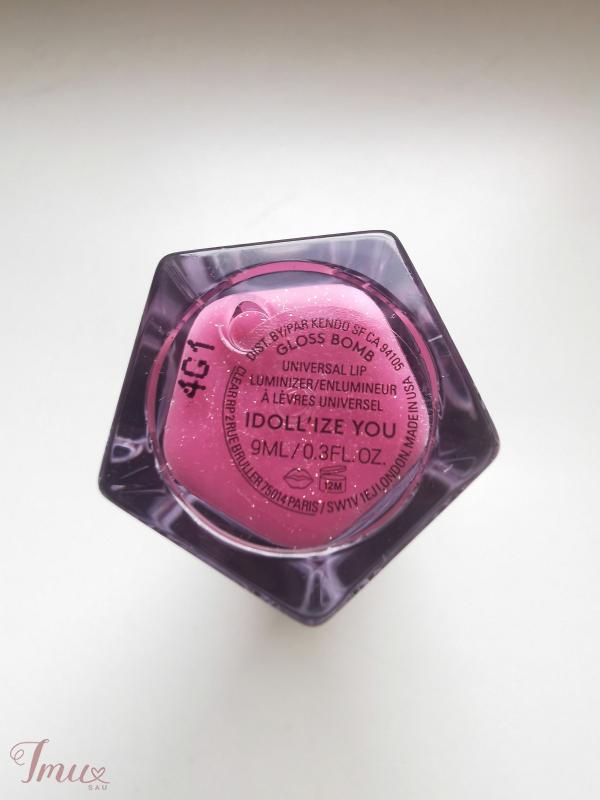 DIST. BY/PAR KENDO SF CA 94105
GLOSS BOMB
UNIVERSAL LIP
LUMINIZER/ENLUMINEUR
À LÈVRES UNIVERSEL
IDOLL'IZE YOU
9ML/0.3FL.OZ.
12M
CLEAR RP 2 RUE BRULLER 75014 PARIS / SW1V 1EJ LONDON. MADE IN USA
4G1
Imu
SAU